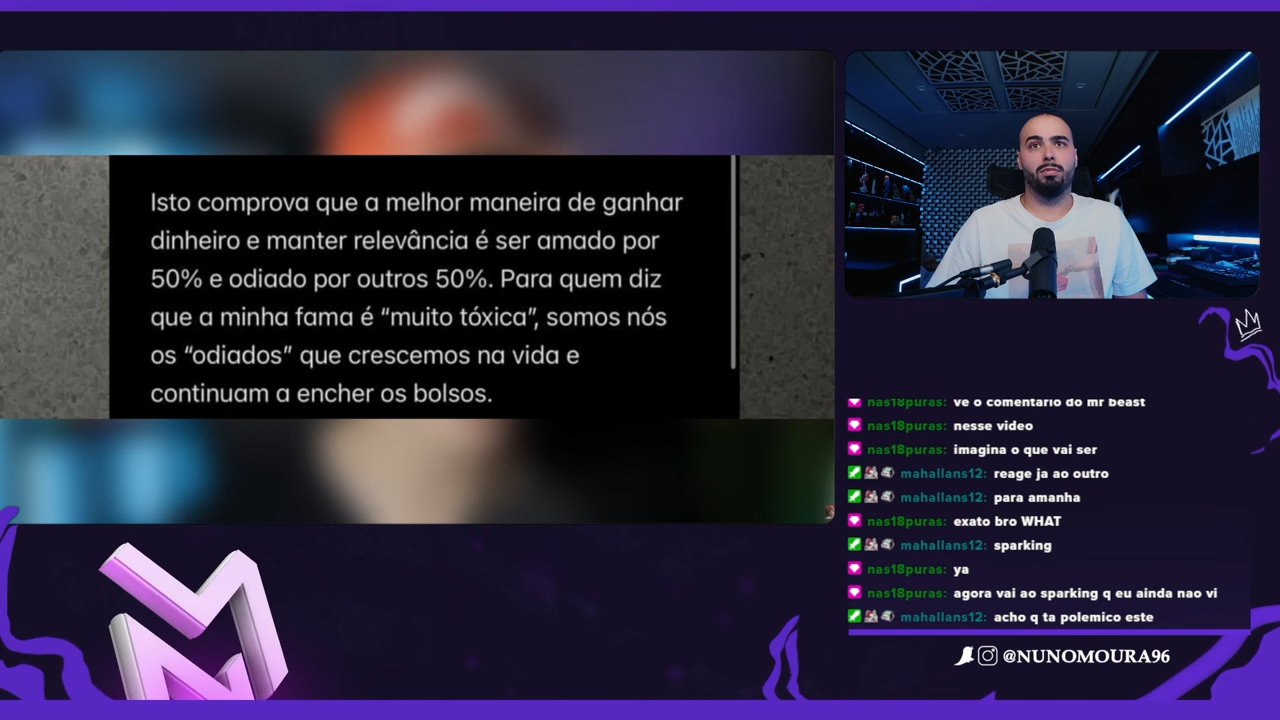 Isto comprova que a melhor maneira de ganhar
dinheiro e manter relevância é ser amado por
50% e odiado por outros 50%. Para quem diz
que a minha fama é “muito tóxica”, somos nós
os “odiados” que crescemos na vida e
continuam a encher os bolsos.
nas18puras: ve o comentario do mr beast
nas18puras: nesse video
nas18puras: imagina o que vai ser
mahallans12: reage ja ao outro
mahallans12: para amanha
nas18puras: exato bro WHAT
mahallans12: sparking
nas18puras: ya
nas18puras: agora vai ao sparking q eu ainda nao vi
mahallans12: acho q ta polemico este
@NUNOMOURA96